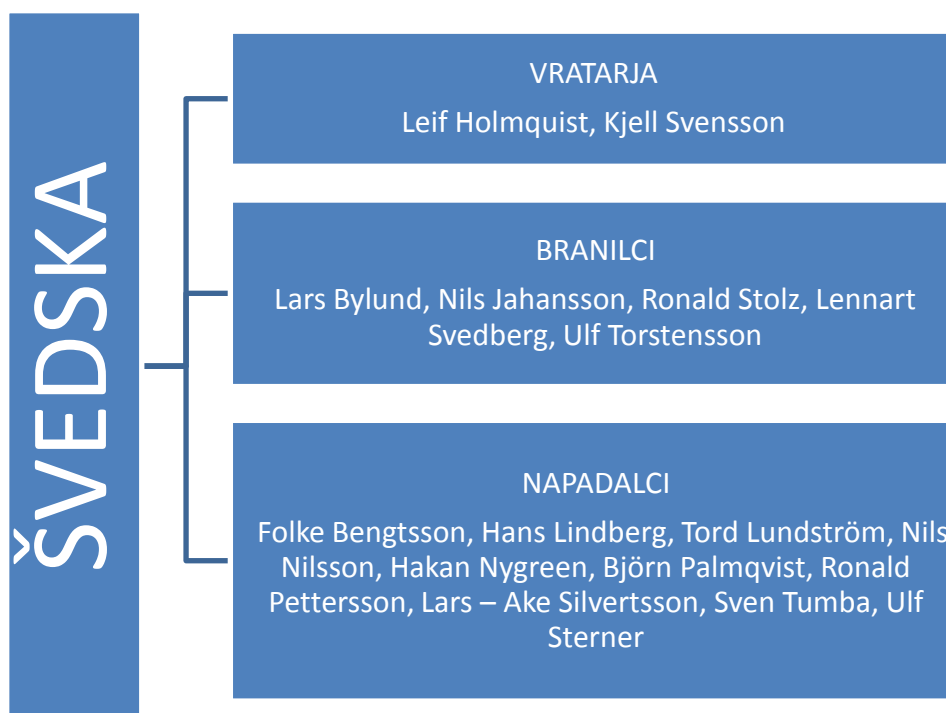 ŠVEDSKA
VRATARJA
Leif Holmquist, Kjell Svensson
BRANILCI
Lars Bylund, Nils Jahansson, Ronald Stolz, Lennart
Svedberg, Ulf Torstensson
NAPADALCI
Folke Bengtsson, Hans Lindberg, Tord Lundström, Nils
Nilsson, Hakan Nygreen, Björn Palmqvist, Ronald
Pettersson, Lars – Ake Silvertsson, Sven Tumba, Ulf
Sterner